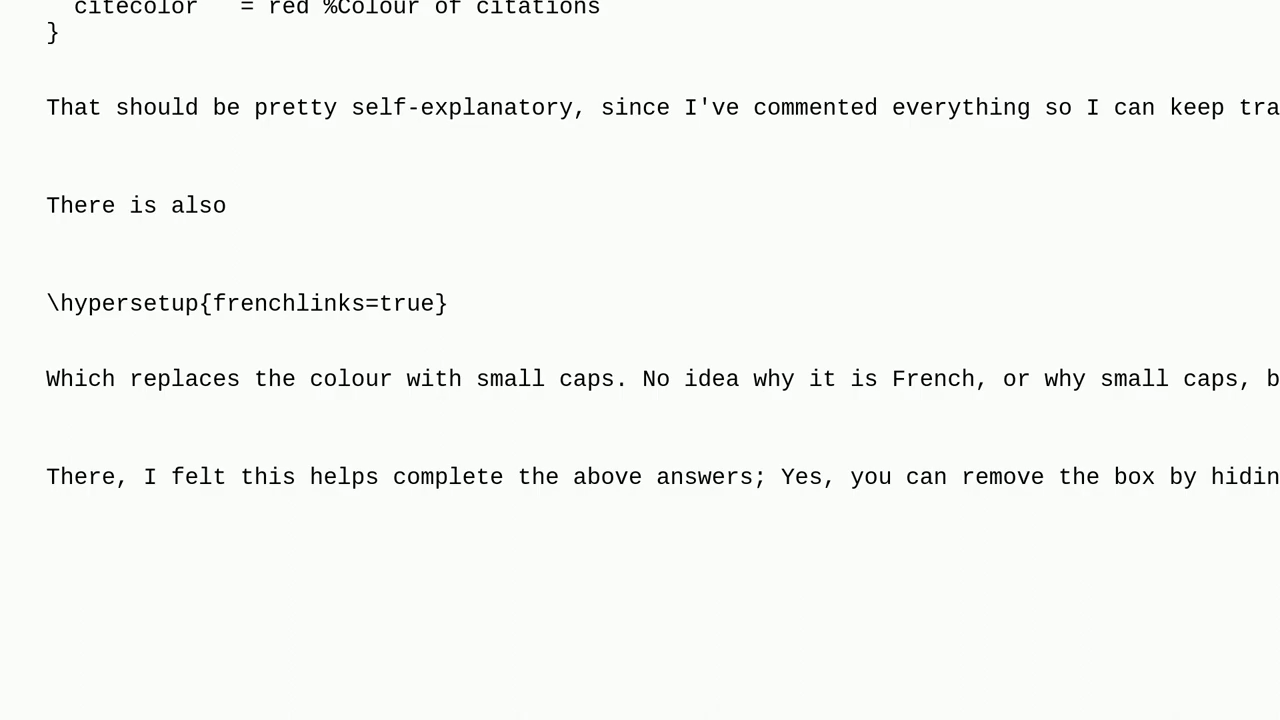 citecolor   = red %Colour of citations
}
That should be pretty self-explanatory, since I've commented everything so I can keep
There is also
\hypersetup{frenchlinks=true}
Which replaces the colour with small caps. No idea why it is French, or why small caps,
There, I felt this helps complete the above answers; Yes, you can remove the box by